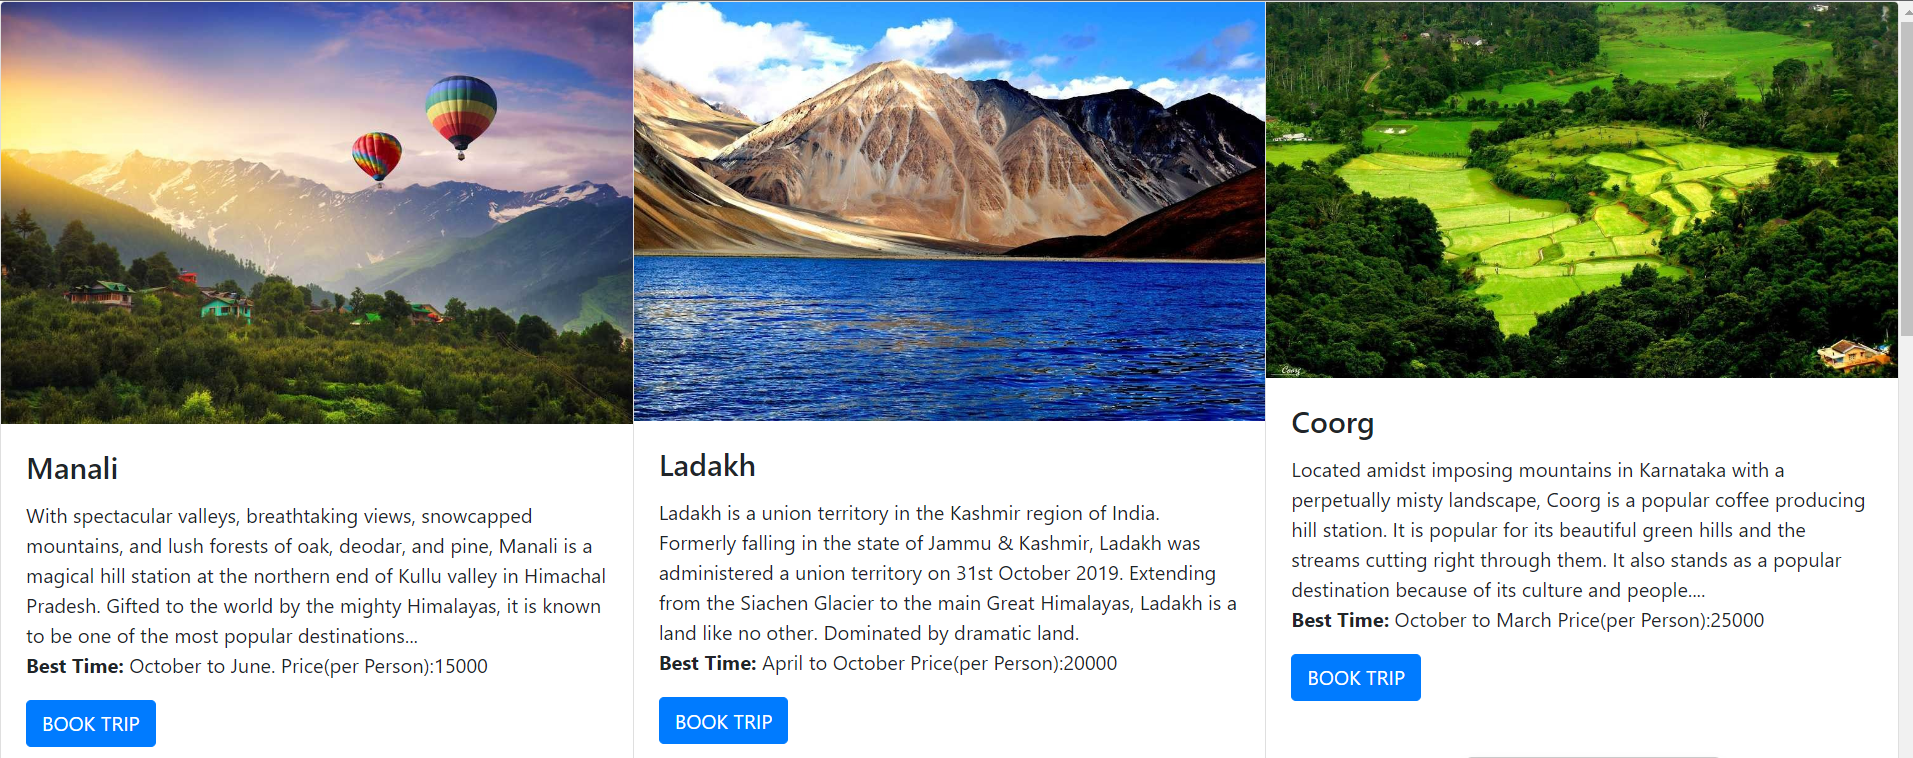 Manali
With spectacular valleys, breathtaking views, snowcapped
mountains, and lush forests of oak, deodar, and pine, Manali is a
magical hill station at the northern end of Kullu valley in Himachal
Pradesh. Gifted to the world by the mighty Himalayas, it is known
to be one of the most popular destinations...
Best Time: October to June. Price(per Person):15000
BOOK TRIP
Ladakh
Ladakh is a union territory in the Kashmir region of India.
Formerly falling in the state of Jammu & Kashmir, Ladakh was
administered a union territory on 31st October 2019. Extending
from the Siachen Glacier to the main Great Himalayas, Ladakh is a
land like no other. Dominated by dramatic land.
Best Time: April to October Price(per Person):20000
BOOK TRIP
Coorg
Coorg
Located amidst imposing mountains in Karnataka with a
perpetually misty landscape, Coorg is a popular coffee producing
hill station. It is popular for its beautiful green hills and the
streams cutting right through them. It also stands as a popular
destination because of its culture and people....
Best Time: October to March Price(per Person):25000
BOOK TRIP